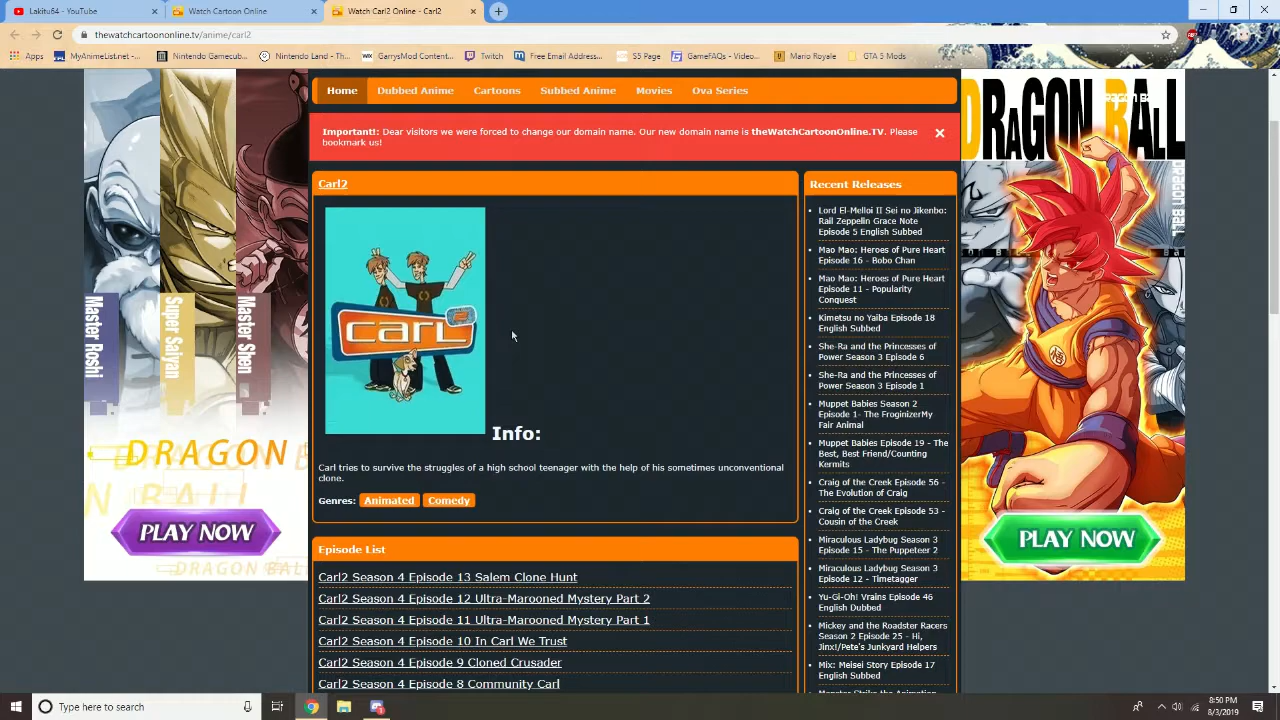 lakitu64 - YouTube
Carl2
Carl2
thewatchcartoononline.tv/anime/carl2
Apps
MyAnimeList.net -...
Nintendo Gamecub...
Nintendo Land/Th...
GarrysMod Content...
Twitch
Free Email Address...
S5 Page
GameFAQs - Video...
Mario Royale
GTA 5 Mods
Home
Dubbed Anime
Cartoons
Subbed Anime
Movies
Ova Series
Important!: Dear visitors we were forced to change our domain name. Our new domain name is theWatchCartoonOnline.TV. Please
bookmark us!
Carl2
carl2
Info:
Carl tries to survive the struggles of a high school teenager with the help of his sometimes unconventional
clone.
Genres: Animated Comedy
Episode List
Carl2 Season 4 Episode 13 Salem Clone Hunt
Carl2 Season 4 Episode 12 Ultra-Marooned Mystery Part 2
Carl2 Season 4 Episode 11 Ultra-Marooned Mystery Part 1
Carl2 Season 4 Episode 10 In Carl We Trust
Carl2 Season 4 Episode 9 Cloned Crusader
Carl2 Season 4 Episode 8 Community Carl
Recent Releases
Lord El-Melloi II Sei no Jikenbo:
Rail Zeppelin Grace Note
Episode 5 English Subbed
Mao Mao: Heroes of Pure Heart
Episode 16 - Bobo Chan
Mao Mao: Heroes of Pure Heart
Episode 11 - Popularity
Conquest
Kimetsu no Yaiba Episode 18
English Subbed
She-Ra and the Princesses of
Power Season 3 Episode 6
She-Ra and the Princesses of
Power Season 3 Episode 1
Muppet Babies Season 2
Episode 1- The FroginizerMy
Fair Animal
Muppet Babies Episode 19 - The
Best, Best Friend/Counting
Kermits
Craig of the Creek Episode 56 -
The Evolution of Craig
Craig of the Creek Episode 53 -
Cousin of the Creek
Miraculous Ladybug Season 3
Episode 15 - The Puppeteer 2
Miraculous Ladybug Season 3
Episode 12 - Timetagger
Yu-Gi-Oh! Vrains Episode 46
English Dubbed
Mickey and the Roadster Racers
Season 2 Episode 25 - Hi,
Jinx!/Pete's Junkyard Helpers
Mix: Meisei Story Episode 17
English Subbed
Master Roshi
Super Saiyan
Master Shen
DRAGON
PLAY NOW
DRAGON BALL
DRAGON BALL
PLAY NOW
Type here to search
8:50 PM
8/3/2019